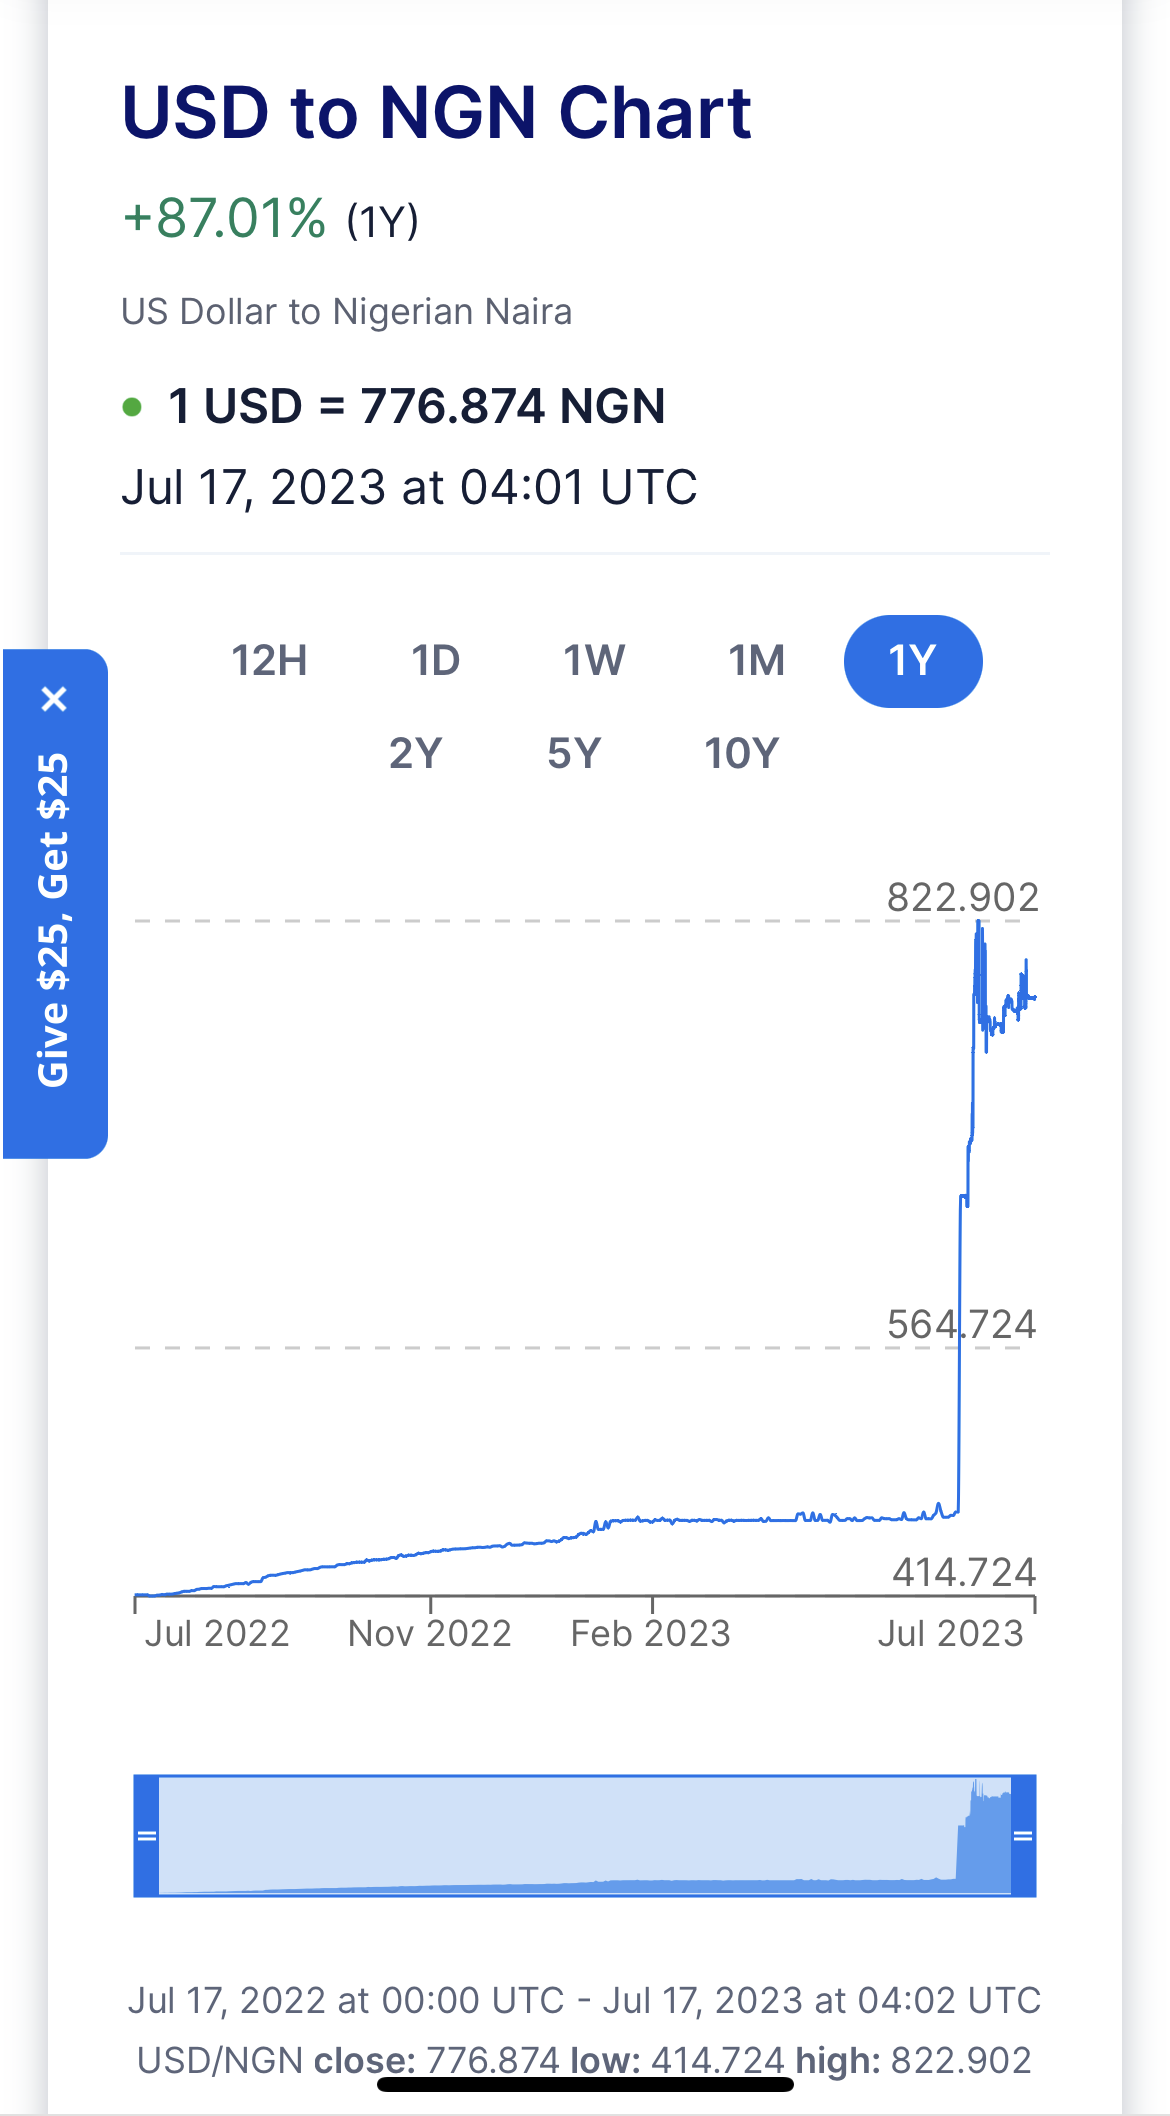 USD to NGN Chart
+87.01% (1Y)
US Dollar to Nigerian Naira
1 USD = 776.874 NGN
Jul 17, 2023 at 04:01 UTC
12H 1D 1W 1M 1Y
2Y 5Y 10Y
Give $25, Get $25 ×
822.902
564.724
414.724
Jul 2022 Nov 2022 Feb 2023 Jul 2023
Jul 17, 2022 at 00:00 UTC - Jul 17, 2023 at 04:02 UTC
USD/NGN close: 776.874 low: 414.724 high: 822.902